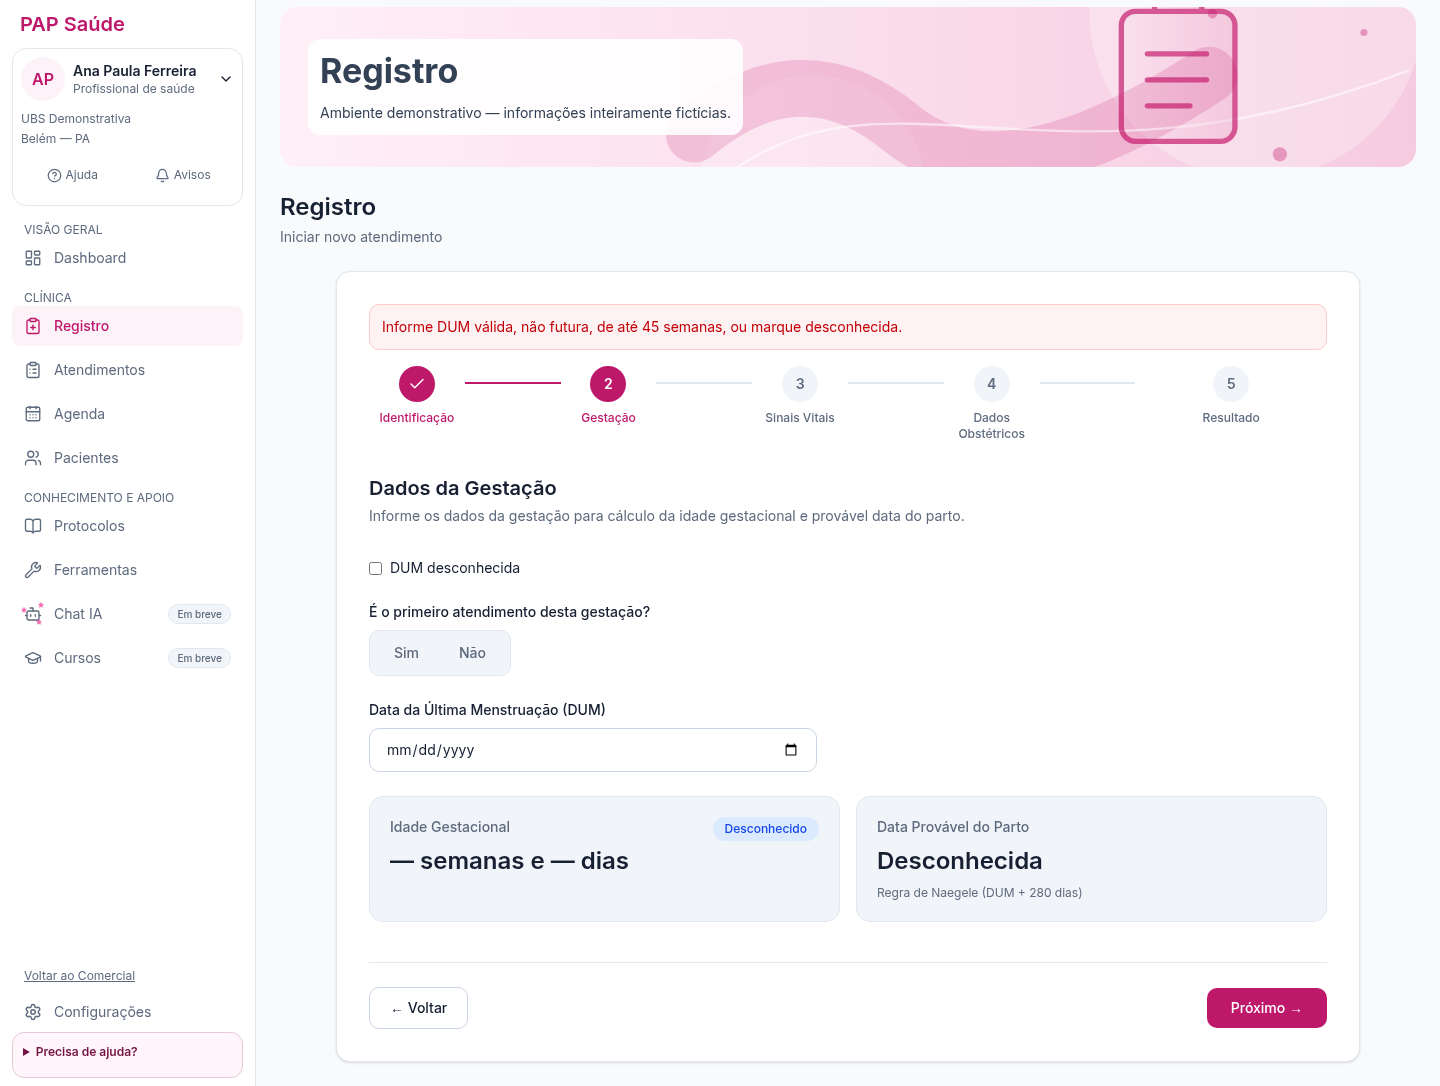 PAP Saúde
AP
Ana Paula Ferreira
Profissional de saúde
UBS Demonstrativa
Belém — PA
Ajuda
Avisos
VISÃO GERAL
Dashboard
CLÍNICA
Registro
Atendimentos
Agenda
Pacientes
CONHECIMENTO E APOIO
Protocolos
Ferramentas
Chat IA
Em breve
Cursos
Em breve
Voltar ao Comercial
Configurações
Precisa de ajuda?
Registro
Ambiente demonstrativo — informações inteiramente fictícias.
Registro
Iniciar novo atendimento
Informe DUM válida, não futura, de até 45 semanas, ou marque desconhecida.
Identificação
2
Gestação
3
Sinais Vitais
4
Dados
Obstétricos
5
Resultado
Dados da Gestação
Informe os dados da gestação para cálculo da idade gestacional e provável data do parto.
DUM desconhecida
É o primeiro atendimento desta gestação?
Sim
Não
Data da Última Menstruação (DUM)
mm/dd/yyyy
Idade Gestacional
Desconhecido
— semanas e — dias
Data Provável do Parto
Desconhecida
Regra de Naegele (DUM + 280 dias)
← Voltar
Próximo →